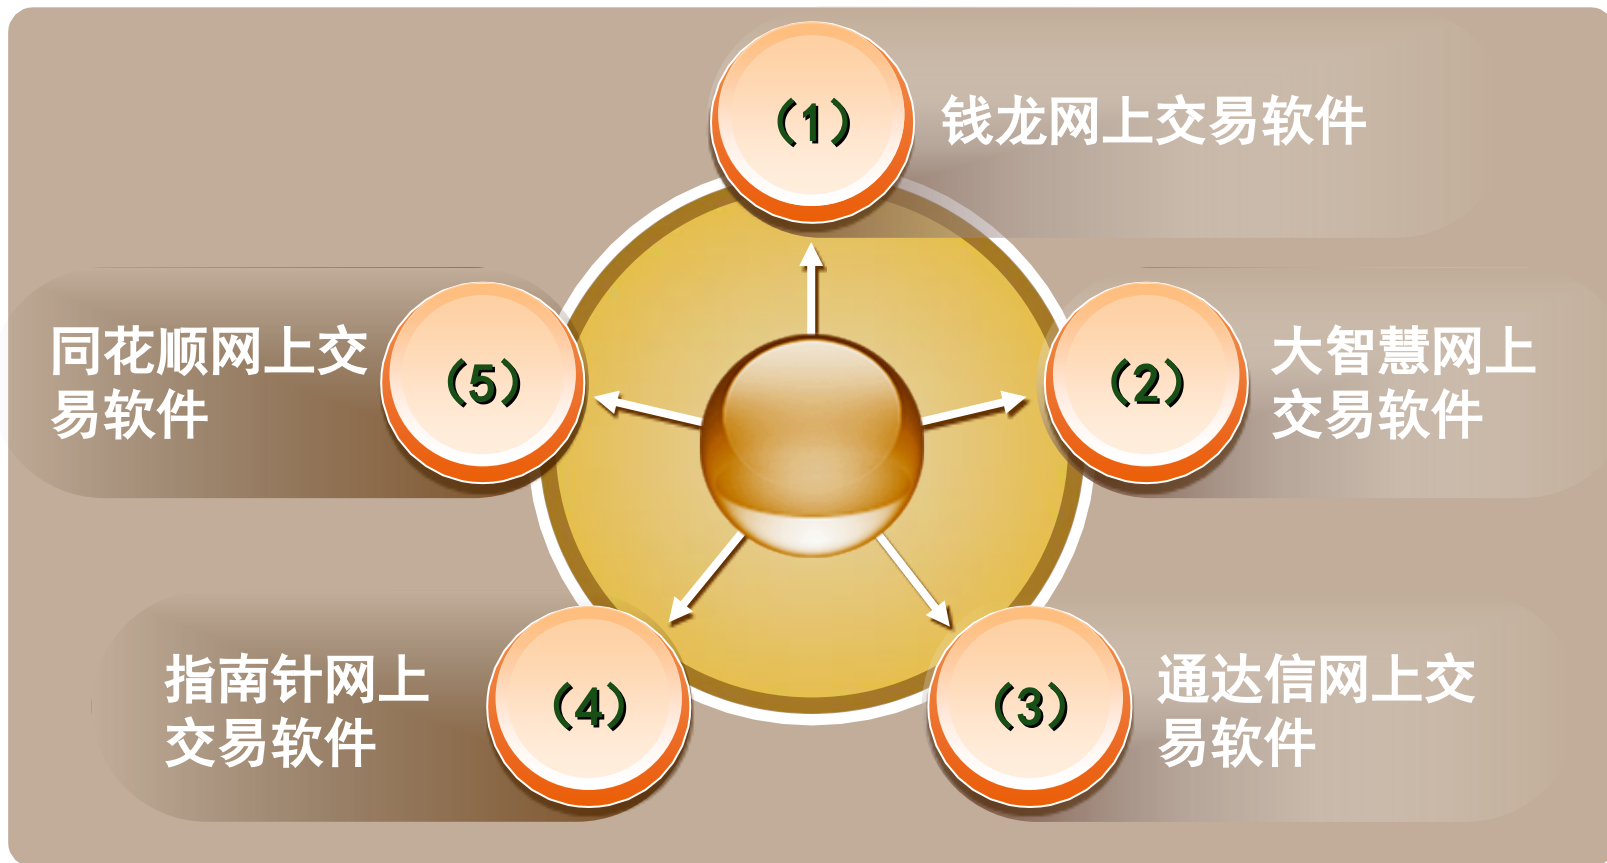 （1）
钱龙网上交易软件
（2）
大智慧网上
交易软件
（3）
通达信网上交
易软件
（4）
指南针网上
交易软件
（5）
同花顺网上交
易软件